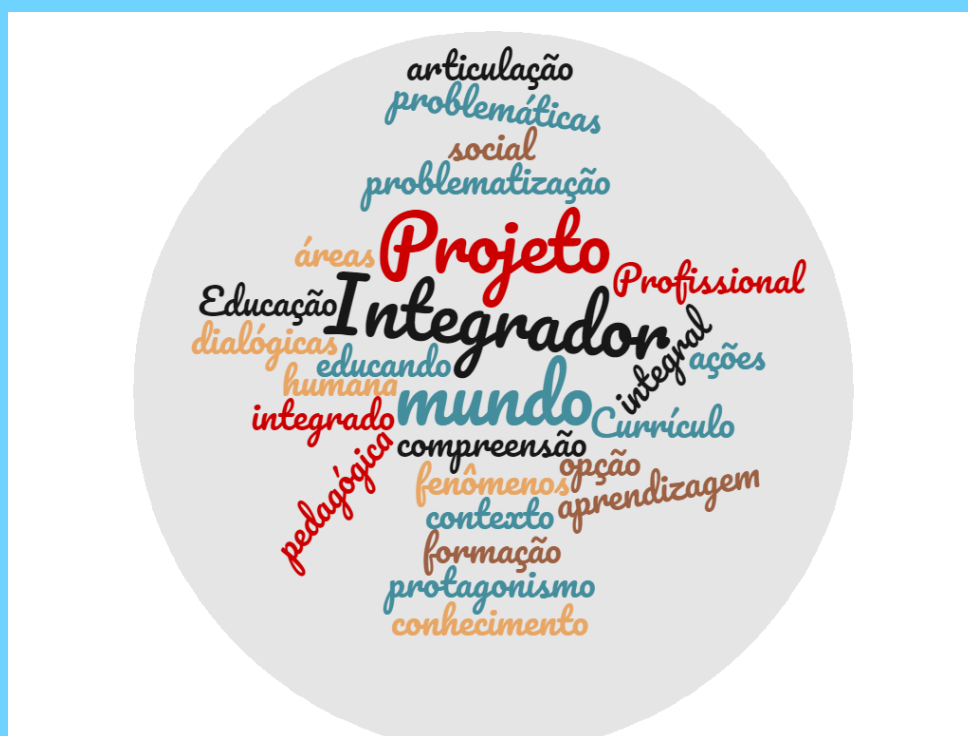 articulação
problemáticas
social
problematização
áreas
Projeto
Profissional
Educação
Integrador
dialógicas
educando
integral
ações
humana
mundo
integrado
Currículo
compreensão
pedagógica
fenômenos
opção
aprendizagem
contexto
formação
protagonismo
conhecimento